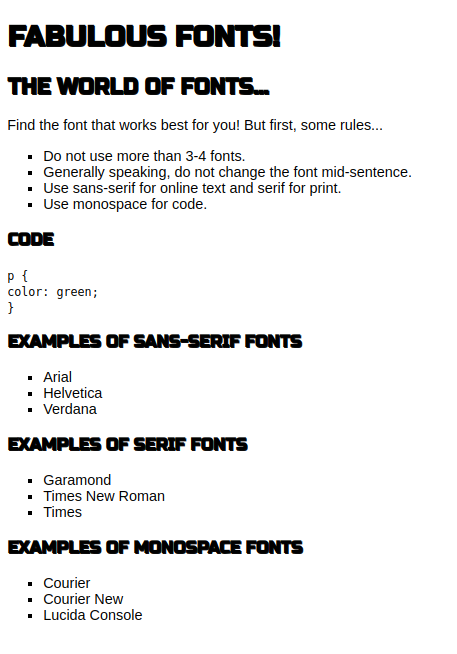 FABULOUS FONTS!
THE WORLD OF FONTS...
Find the font that works best for you! But first, some rules...
Do not use more than 3-4 fonts.
Generally speaking, do not change the font mid-sentence.
Use sans-serif for online text and serif for print.
Use monospace for code.
CODE
p {
color: green;
}
EXAMPLES OF SANS-SERIF FONTS
Arial
Helvetica
Verdana
EXAMPLES OF SERIF FONTS
Garamond
Times New Roman
Times
EXAMPLES OF MONOSPACE FONTS
Courier
Courier New
Lucida Console